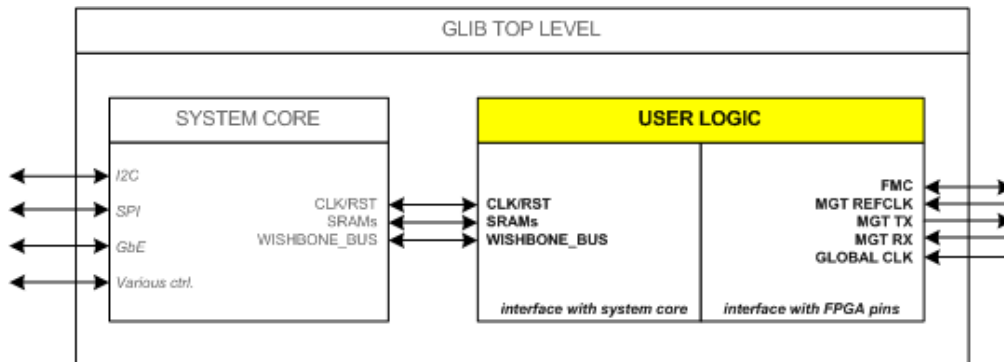 GLIB TOP LEVEL
SYSTEM CORE
I2C
SPI
GbE
Various ctrl.
CLK/RST
SRAMs
WISHBONE_BUS
USER LOGIC
CLK/RST
SRAMs
WISHBONE_BUS
interface with system core
FMC
MGT REFCLK
MGT TX
MGT RX
GLOBAL CLK
interface with FPGA pins